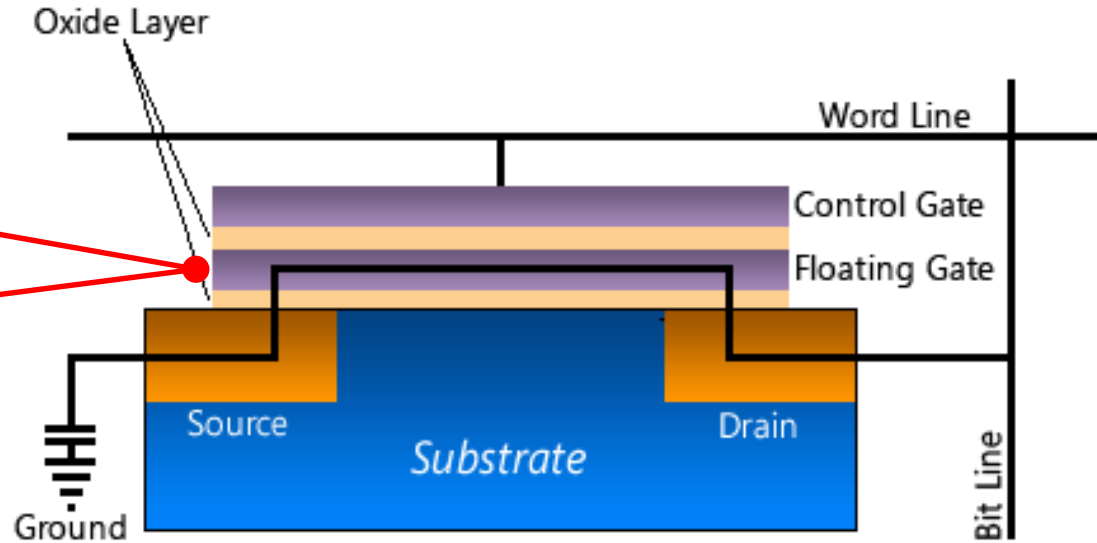 Oxide Layer
Word Line
Control Gate
Floating Gate
Source
Drain
Substrate
Ground
Bit Line